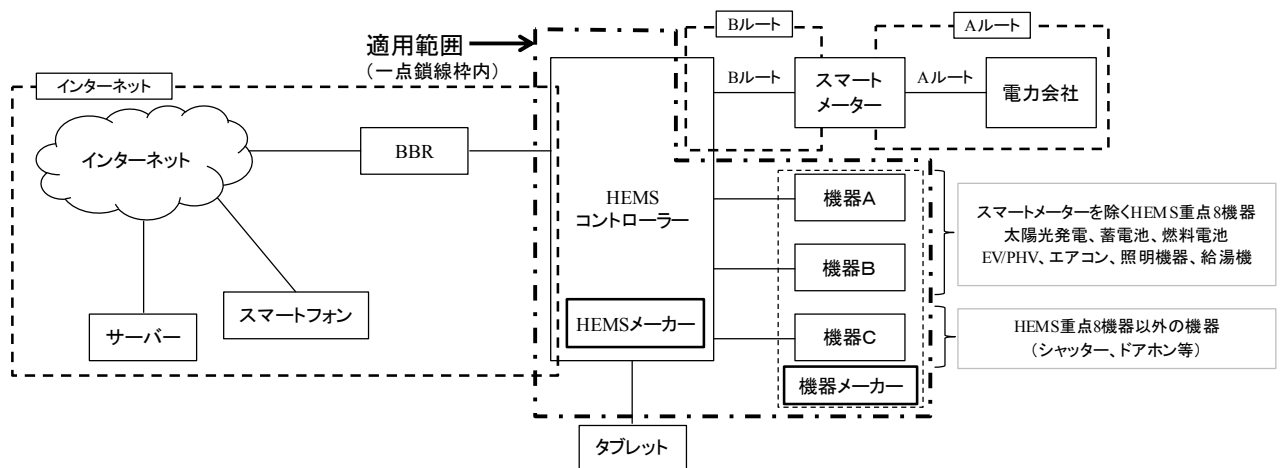 適用範囲
（一点鎖線枠内）
Bルート
Aルート
インターネット
インターネット
BBR
HEMS
コントローラー
HEMSメーカー
Bルート
スマート
メーター
Aルート
電力会社
機器A
機器B
機器C
機器メーカー
スマートメーターを除くHEMS重点8機器
太陽光発電、蓄電池、燃料電池
EV/PHV、エアコン、照明機器、給湯機
HEMS重点8機器以外の機器
（シャッター、ドアホン等）
サーバー
スマートフォン
タブレット